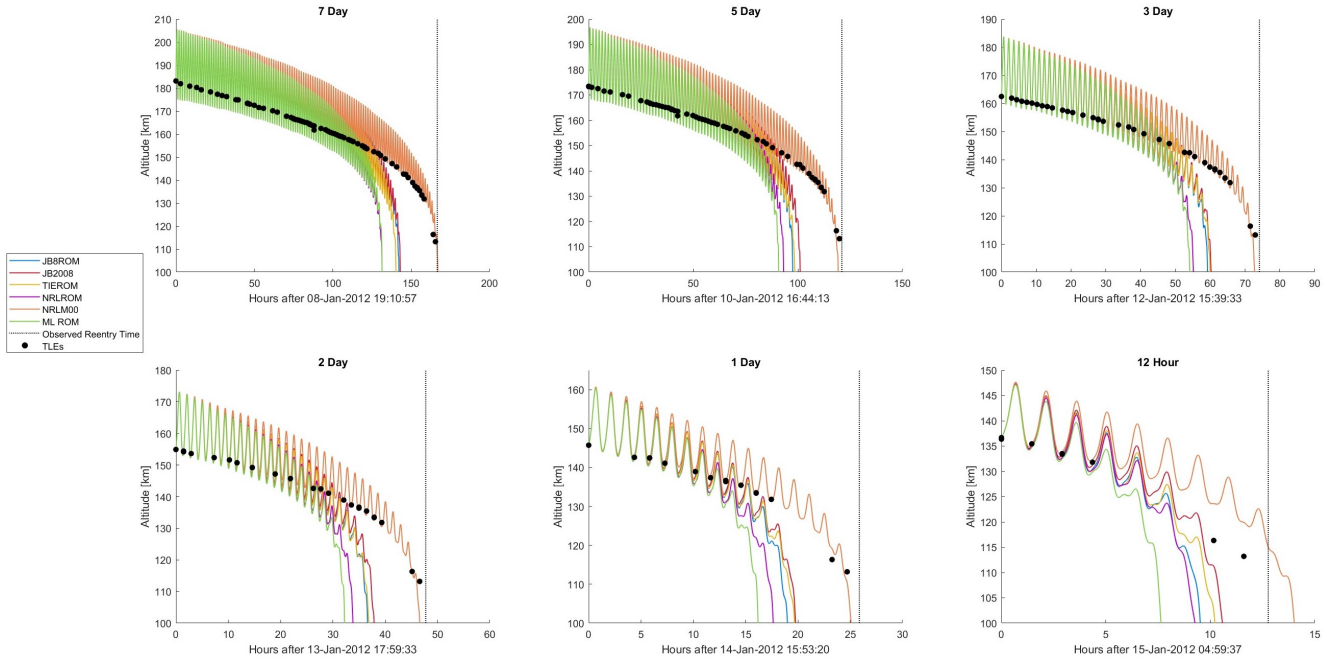 7 Day
Altitude [km]
210
200
190
180
170
160
150
140
130
120
110
100
0 50 100 150 200
Hours after 08-Jan-2012 19:10:57
5 Day
Altitude [km]
200
190
180
170
160
150
140
130
120
110
100
0 50 100 150
Hours after 10-Jan-2012 16:44:13
3 Day
Altitude [km]
190
180
170
160
150
140
130
120
110
100
0 10 20 30 40 50 60 70 80 90
Hours after 12-Jan-2012 15:39:33
JB8ROM
JB2008
TIEROM
NRLROM
NRLM00
ML ROM
Observed Reentry Time
TLEs
2 Day
Altitude [km]
180
170
160
150
140
130
120
110
100
0 10 20 30 40 50 60
Hours after 13-Jan-2012 17:59:33
1 Day
Altitude [km]
160
150
140
130
120
110
100
0 5 10 15 20 25 30
Hours after 14-Jan-2012 15:53:20
12 Hour
Altitude [km]
150
145
140
135
130
125
120
115
110
105
100
0 5 10 15
Hours after 15-Jan-2012 04:59:37